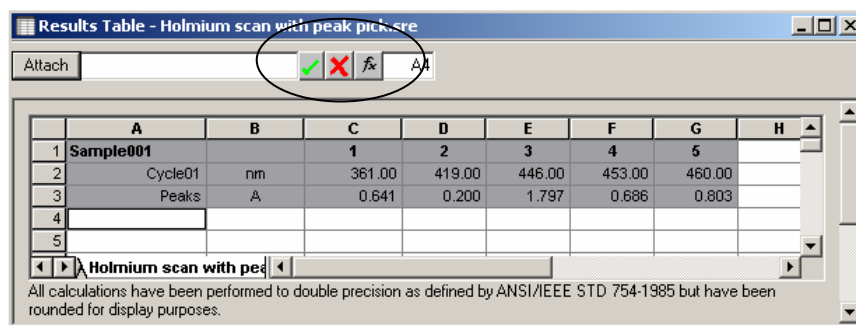 Results Table - Holmium scan with peak pick.sre
Attach fx A4
A B C D E F G H
1 Sample001 1 2 3 4 5
2 Cycle01 nm 361.00 419.00 446.00 453.00 460.00
3 Peaks A 0.641 0.200 1.797 0.686 0.803
4
5
Holmium scan with pea
All calculations have been performed to double precision as defined by ANSI/IEEE STD 754-1985 but have been
rounded for display purposes.